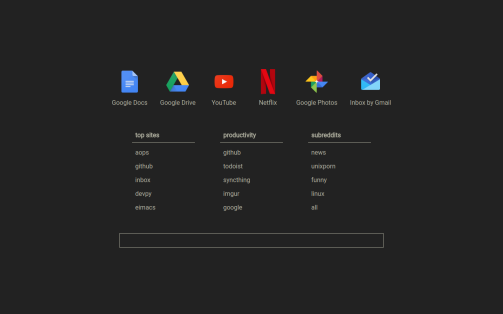 Google Docs Google Drive YouTube Netflix Google Photos Inbox by Gmail
top sites productivity subreddits
aops github news
github todoist unixporn
inbox syncthing funny
devpy imgur linux
eimacs google all